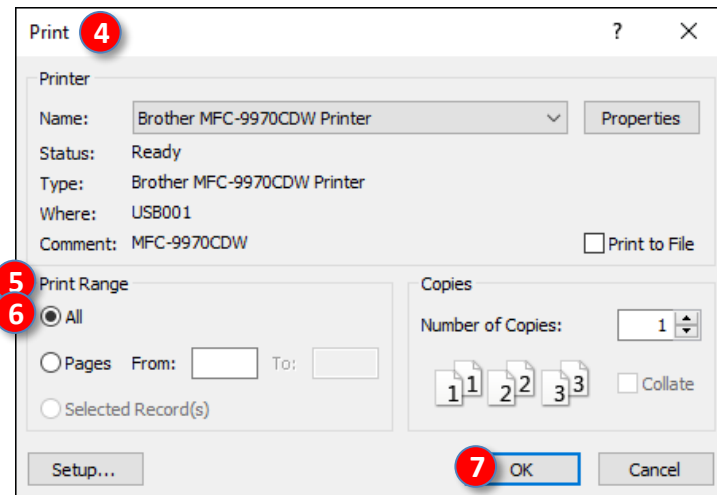 Print 4 ?
Printer
Name: Brother MFC-9970CDW Printer Properties
Status: Ready
Type: Brother MFC-9970CDW Printer
Where: USB001
Comment: MFC-9970CDW Print to File
5 Print Range
6 All
Pages From: To:
Selected Record(s)
Copies
Number of Copies: 1
1 1 2 2 3 3 Collate
Setup... 7 OK Cancel